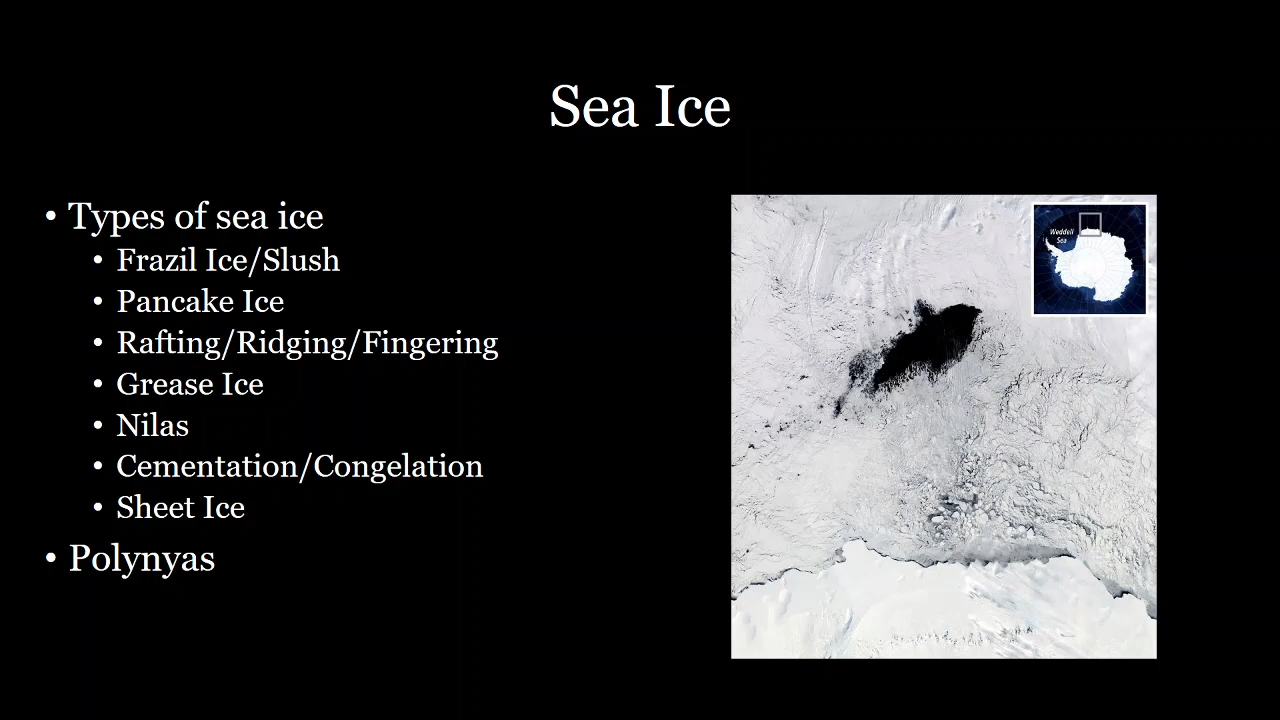 Sea Ice
• Types of sea ice
• Frazil Ice/Slush
• Pancake Ice
• Rafting/Ridging/Fingering
• Grease Ice
• Nilas
• Cementation/Congelation
• Sheet Ice
• Polynyas
Weddell
Sea